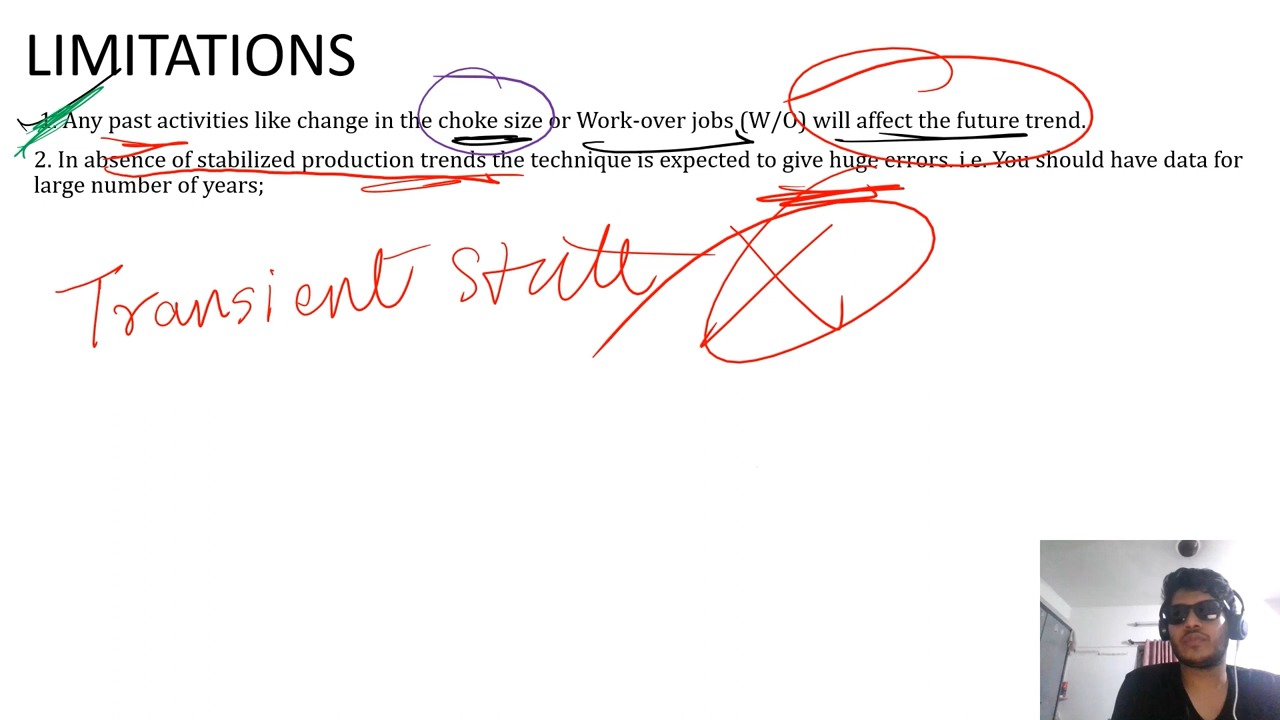 LIMITATIONS
1. Any past activities like change in the choke size or Work-over jobs (W/O) will affect the future trend.
2. In absence of stabilized production trends the technique is expected to give huge errors. i.e. You should have data for
large number of years;
Transient State